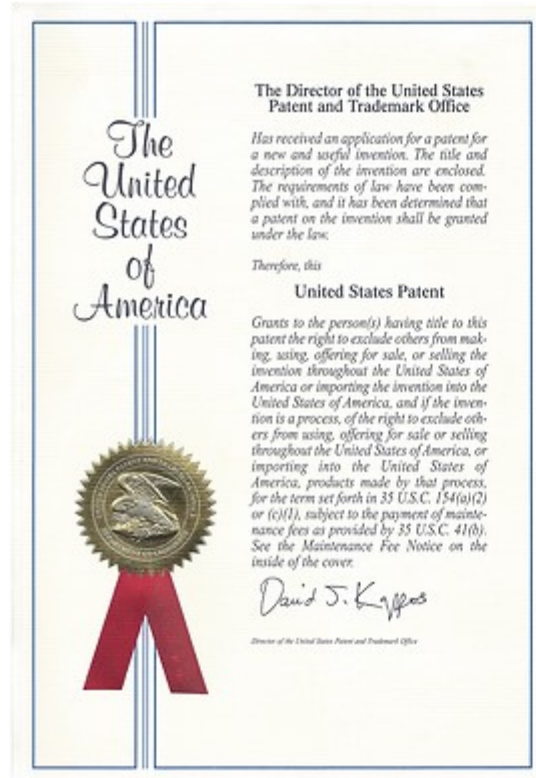 The
United
States
of
America
The Director of the United States
Patent and Trademark Office
Has received an application for a patent for
a new and useful invention. The title and
description of the invention are enclosed.
The requirements of law have been com-
plied with, and it has been determined that
a patent on the invention shall be granted
under the law.
Therefore, this
United States Patent
Grants to the person(s) having title to this
patent the right to exclude others from mak-
ing, using, offering for sale, or selling the
invention throughout the United States of
America or importing the invention into the
United States of America, and if the inven-
tion is a process, of the right to exclude oth-
ers from using, offering for sale or selling
throughout the United States of America, or
importing into the United States of
America, products made by that process,
for the term set forth in 35 U.S.C. 154(a)(2)
or (c)(1), subject to the payment of mainte-
nance fees as provided by 35 U.S.C. 41(b).
See the Maintenance Fee Notice on the
inside of the cover.
David J. Kappos
Director of the United States Patent and Trademark Office